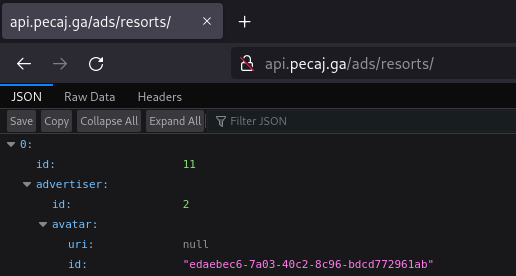 api.pecaj.ga/ads/resorts/
api.pecaj.ga/ads/resorts/
JSON Raw Data Headers
Save Copy Collapse All Expand All Filter JSON
0:
id: 11
advertiser:
id: 2
avatar:
uri: null
id: "edaebec6-7a03-40c2-8c96-bdcd772961ab"